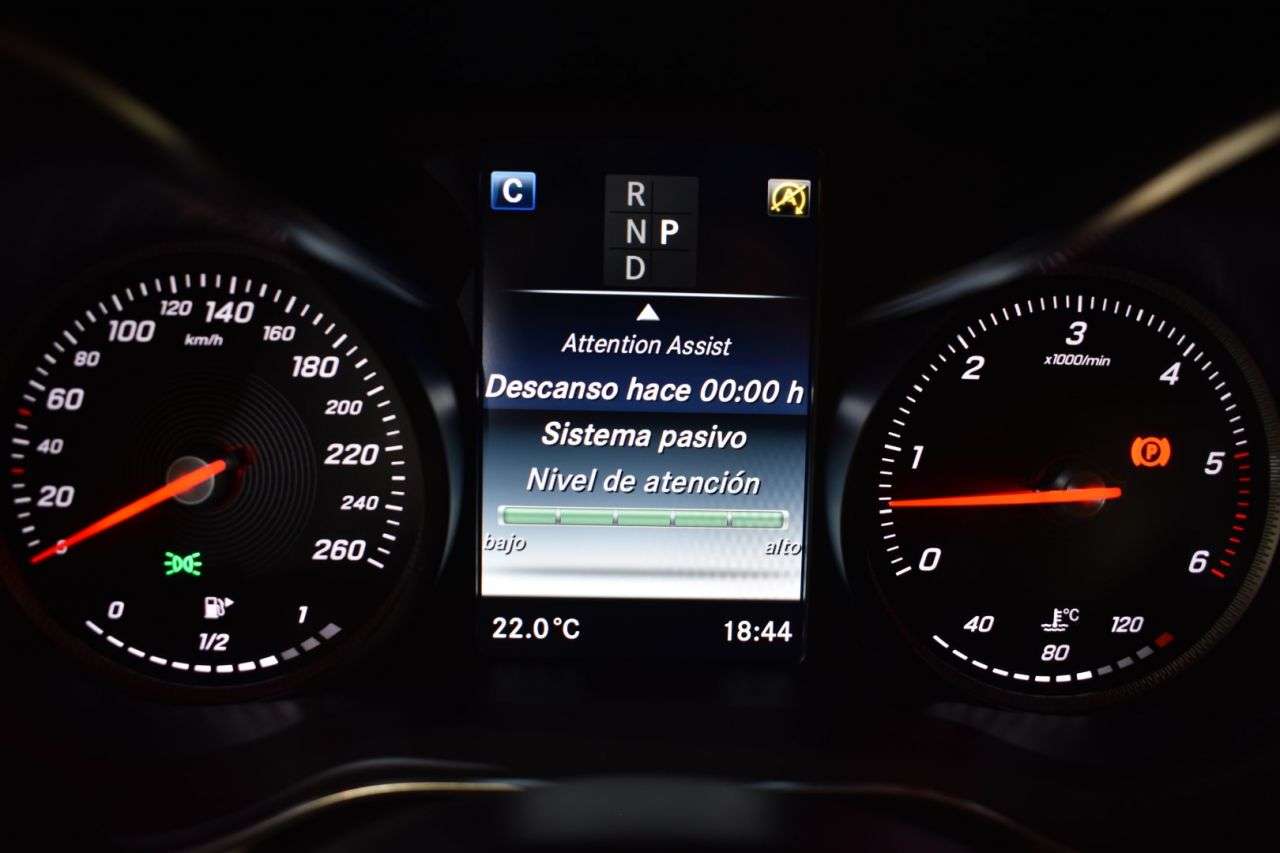 C
R
N P
D
A
Attention Assist
Descanso hace 00:00 h
Sistema pasivo
Nivel de atención
bajo alto
22.0°C 18:44
0
20
40
60
80
100
120
140
160
180
200
220
240
260
km/h
0 1/2 1
0
1
2
3
4
5
6
x1000/min
P
°C
40 80 120